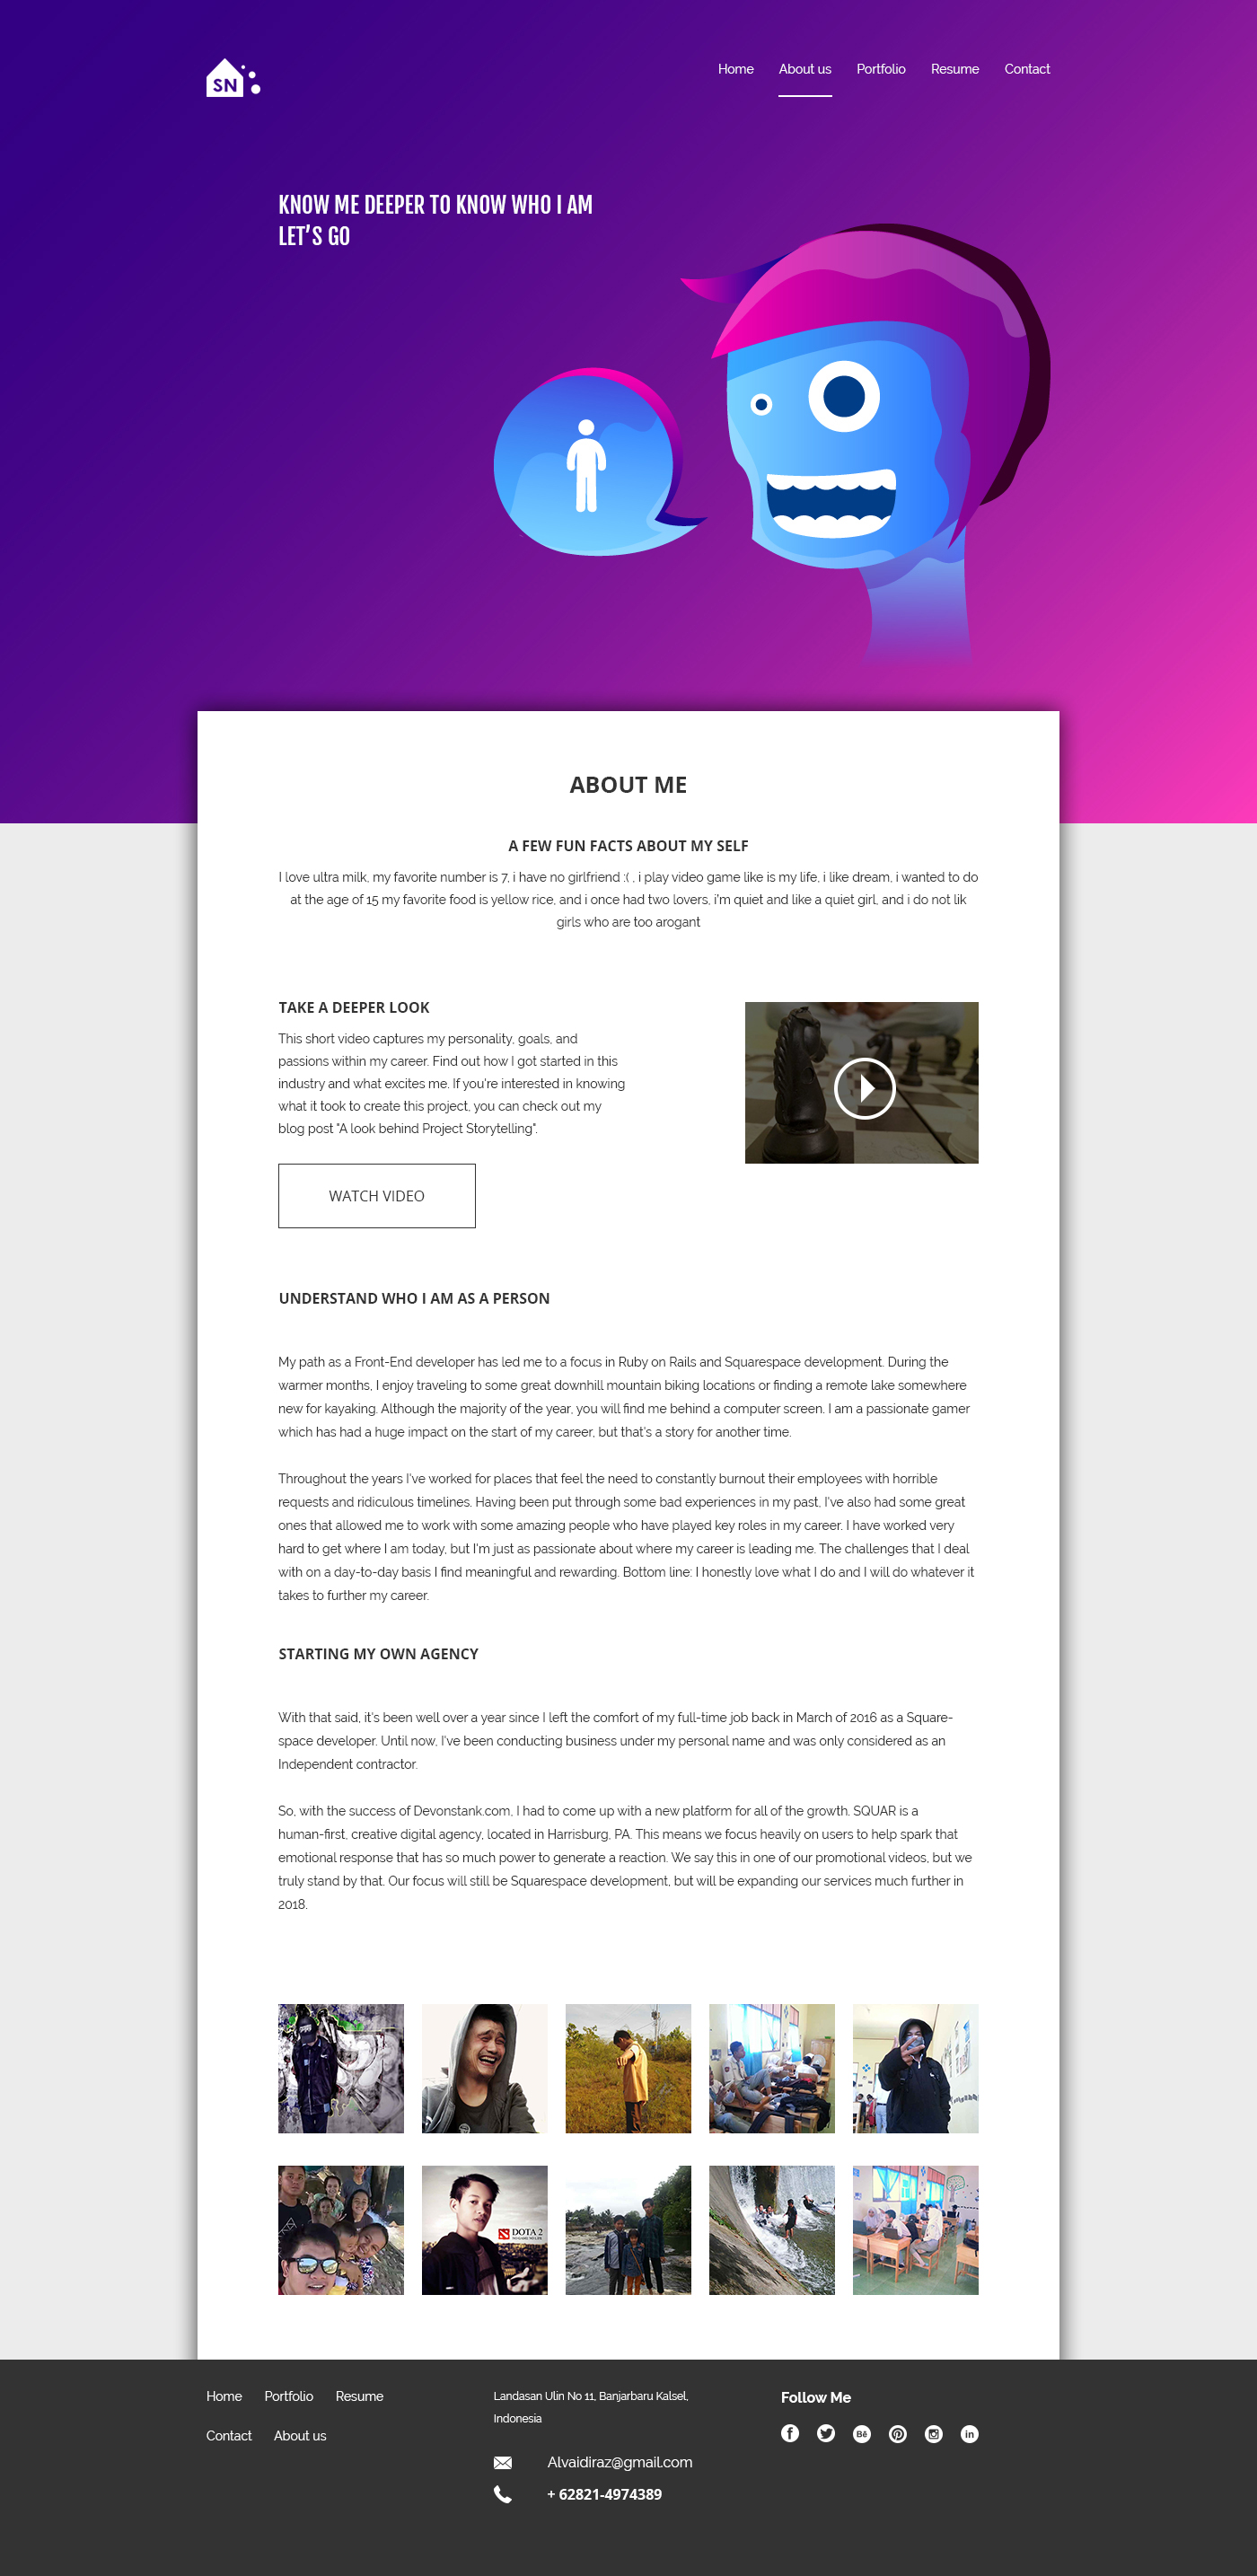 SN
Home About us Portfolio Resume Contact
KNOW ME DEEPER TO KNOW WHO I AM
LET'S GO
ABOUT ME
A FEW FUN FACTS ABOUT MY SELF
I love ultra milk, my favorite number is 7, i have no girlfriend :( , i play video game like is my life, i like dream, i wanted to do
at the age of 15 my favorite food is yellow rice, and i once had two lovers, i'm quiet and like a quiet girl, and i do not lik
girls who are too arogant
TAKE A DEEPER LOOK
This short video captures my personality, goals, and
passions within my career. Find out how I got started in this
industry and what excites me. If you're interested in knowing
what it took to create this project, you can check out my
blog post "A look behind Project Storytelling".
WATCH VIDEO
UNDERSTAND WHO I AM AS A PERSON
My path as a Front-End developer has led me to a focus in Ruby on Rails and Squarespace development. During the
warmer months, I enjoy traveling to some great downhill mountain biking locations or finding a remote lake somewhere
new for kayaking. Although the majority of the year, you will find me behind a computer screen. I am a passionate gamer
which has had a huge impact on the start of my career, but that's a story for another time.
Throughout the years I've worked for places that feel the need to constantly burnout their employees with horrible
requests and ridiculous timelines. Having been put through some bad experiences in my past, I've also had some great
ones that allowed me to work with some amazing people who have played key roles in my career. I have worked very
hard to get where I am today, but I'm just as passionate about where my career is leading me. The challenges that I deal
with on a day-to-day basis I find meaningful and rewarding. Bottom line: I honestly love what I do and I will do whatever it
takes to further my career.
STARTING MY OWN AGENCY
With that said, it's been well over a year since I left the comfort of my full-time job back in March of 2016 as a Square-
space developer. Until now, I've been conducting business under my personal name and was only considered as an
Independent contractor.
So, with the success of Devonstank.com, I had to come up with a new platform for all of the growth. SQUAR is a
human-first, creative digital agency, located in Harrisburg, PA. This means we focus heavily on users to help spark that
emotional response that has so much power to generate a reaction. We say this in one of our promotional videos, but we
truly stand by that. Our focus will still be Squarespace development, but will be expanding our services much further in
2018.
DOTA 2
Home Portfolio Resume
Contact About us
Landasan Ulin No 11, Banjarbaru Kalsel,
Indonesia
Alvaidiraz@gmail.com
+ 62821-4974389
Follow Me